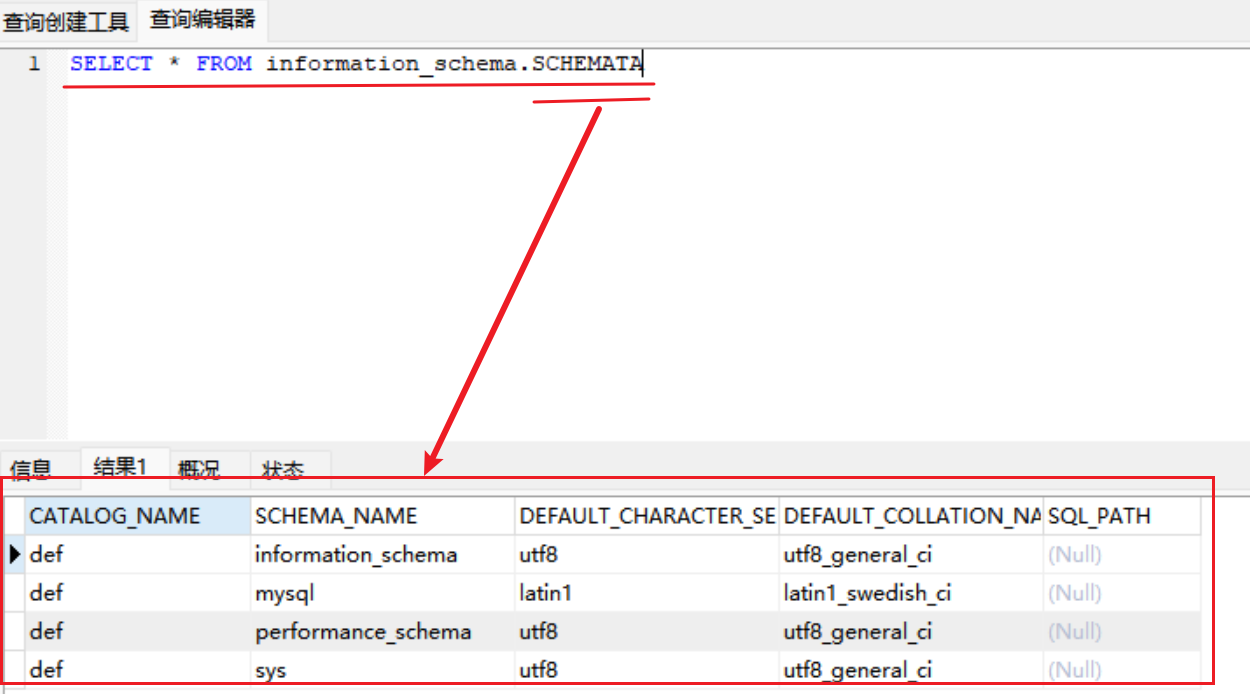 查询创建工具 查询编辑器
1 SELECT * FROM information_schema.SCHEMATA
信息 结果1 概况 状态
CATALOG_NAME SCHEMA_NAME DEFAULT_CHARACTER_SE DEFAULT_COLLATION_NA SQL_PATH
def information_schema utf8 utf8_general_ci (Null)
def mysql latin1 latin1_swedish_ci (Null)
def performance_schema utf8 utf8_general_ci (Null)
def sys utf8 utf8_general_ci (Null)